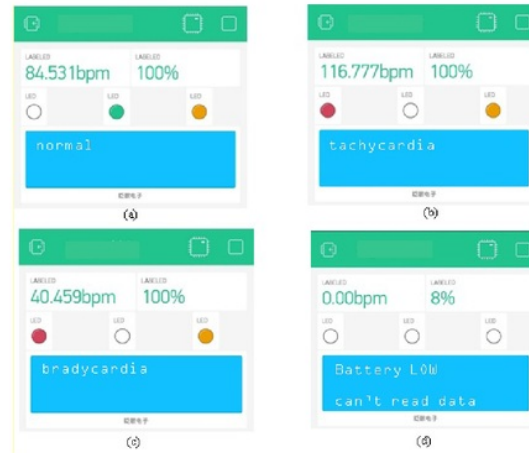 LABELED
84.531bpm
LABELED
100%
LED
LED
LED
normal
(a)
LABELED
116.777bpm
LABELED
100%
LED
LED
LED
tachycardia
(b)
LABELED
40.459bpm
LABELED
100%
LED
LED
LED
bradycardia
(c)
LABELED
0.00bpm
LABELED
8%
LED
LED
LED
Battery LOW
can't read data
(d)